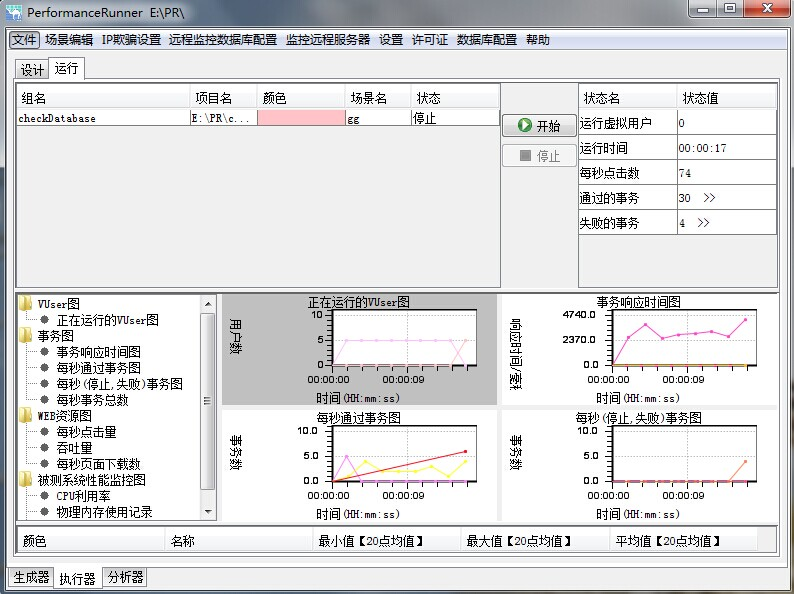 PerformanceRunner E:\PR\
文件 场景编辑 IP欺骗设置 远程监控数据库配置 监控远程服务器 设置 许可证 数据库配置 帮助
设计 运行
组名 项目名 颜色 场景名 状态
checkDatabase E:\PR\c... gg 停止
开始
停止
状态名 状态值
运行虚拟用户 0
运行时间 00:00:17
每秒点击数 74
通过的事务 30 >>
失败的事务 4 >>
VUser图
正在运行的VUser图
事务图
事务响应时间图
每秒通过事务图
每秒(停止,失败)事务图
每秒事务总数
WEB资源图
每秒点击量
吞吐量
每秒页面下载数
被测系统性能监控图
CPU利用率
物理内存使用记录
正在运行的VUser图
用户数
10
5
0
00:00:00 00:00:09
时间(HH:mm:ss)
事务响应时间图
响应时间/毫秒
4740.0
2370.0
0.0
00:00:00 00:00:09
时间(HH:mm:ss)
每秒通过事务图
事务数
10.0
5.0
0.0
00:00:00 00:00:09
时间(HH:mm:ss)
每秒(停止,失败)事务图
事务数
10.0
5.0
0.0
00:00:00 00:00:09
时间(HH:mm:ss)
颜色 名称 最小值【20点均值】 最大值【20点均值】 平均值【20点均值】
生成器 执行器 分析器